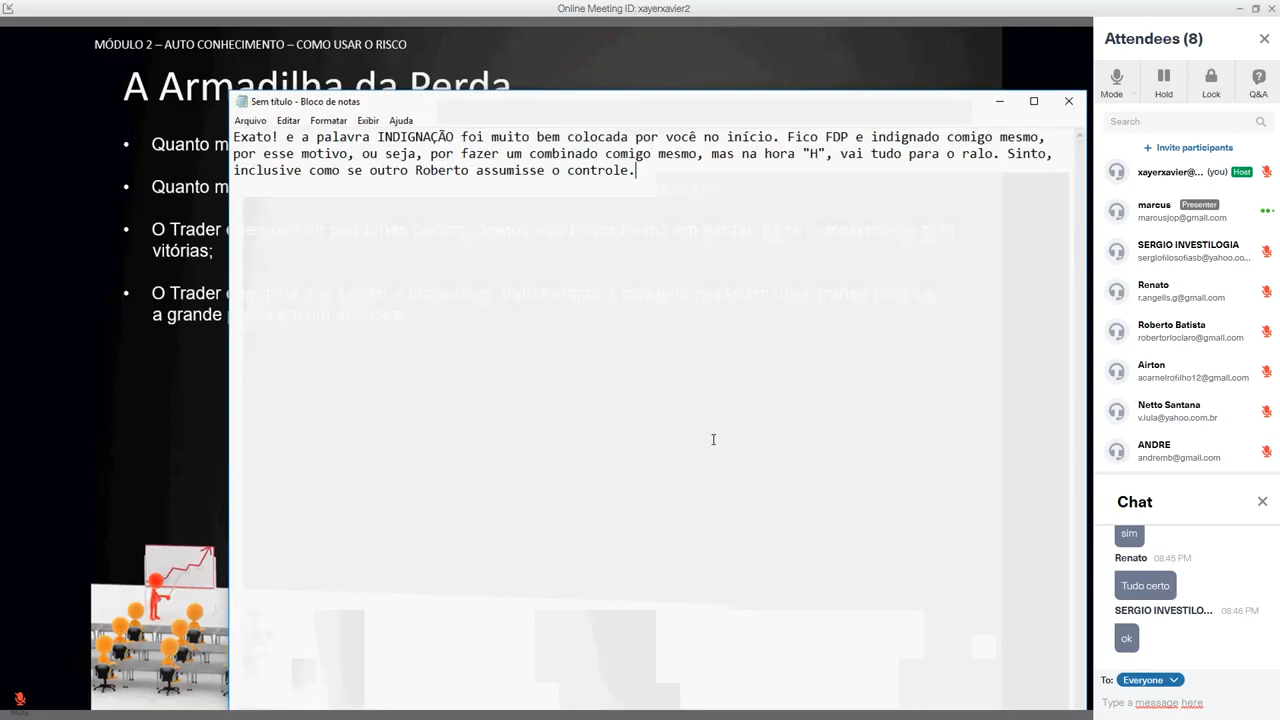 Online Meeting ID: xayerxavier2
MÓDULO 2 – AUTO CONHECIMENTO – COMO USAR O RISCO
A Armadilha da Perda
Sem título - Bloco de notas
Arquivo Editar Formatar Exibir Ajuda
Exato! e a palavra INDIGNAÇÃO foi muito bem colocada por você no início. Fico FDP e indignado comigo mesmo,
por esse motivo, ou seja, por fazer um combinado comigo mesmo, mas na hora "H", vai tudo para o ralo. Sinto,
inclusive como se outro Roberto assumisse o controle.
• Quanto
• Quanto
• O Trader
vitórias;
• O Trader
a grande
Mute
Attendees (8)
Mode Hold Lock Q&A
Search
+ Invite participants
xayerxavier@... (you) Host
marcus Presenter
marcusjop@gmail.com
SERGIO INVESTILOGIA
sergiofilosofiasb@yahoo.co...
Renato
r.angells.g@gmail.com
Roberto Batista
robertorloclaro@gmail.com
Airton
acarneirofilho12@gmail.com
Netto Santana
v.lula@yahoo.com.br
ANDRE
andremb@gmail.com
Chat
sim
Renato 08:45 PM
Tudo certo
SERGIO INVESTILO... 08:46 PM
ok
To: Everyone
Type a message here